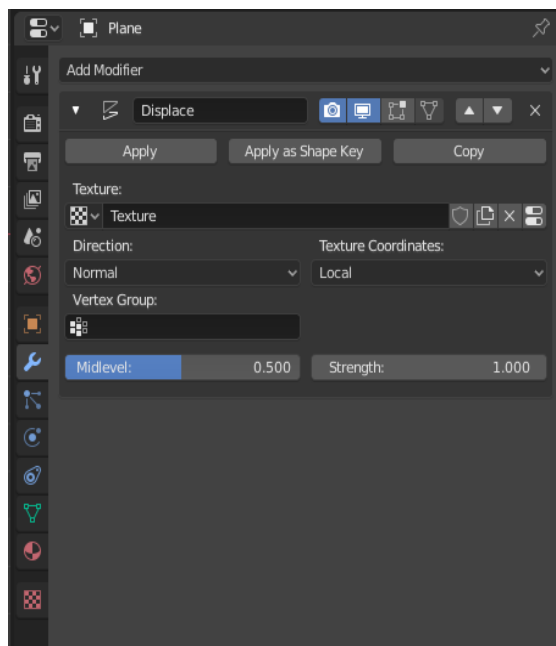 Plane
Add Modifier
Displace
Apply Apply as Shape Key Copy
Texture:
Texture
Direction: Texture Coordinates:
Normal Local
Vertex Group:
Midlevel: 0.500 Strength: 1.000